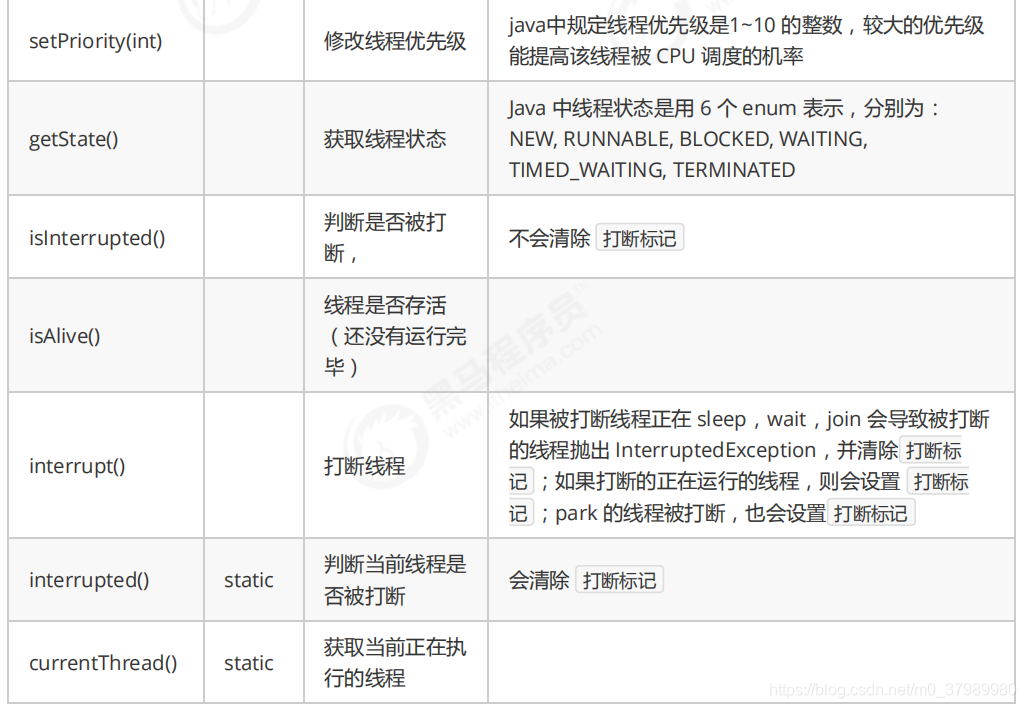 setPriority(int)
修改线程优先级
java中规定线程优先级是1~10 的整数，较大的优先级
能提高该线程被 CPU 调度的机率
getState()
获取线程状态
Java 中线程状态是用 6 个 enum 表示，分别为：
NEW, RUNNABLE, BLOCKED, WAITING,
TIMED_WAITING, TERMINATED
isInterrupted()
判断是否被打
断，
不会清除 打断标记
isAlive()
线程是否存活
（还没有运行完
毕）
interrupt()
打断线程
如果被打断线程正在 sleep，wait，join 会导致被打断
的线程抛出 InterruptedException，并清除 打断标
记 ；如果打断的正在运行的线程，则会设置 打断标
记 ；park 的线程被打断，也会设置 打断标记
interrupted()
static
判断当前线程是
否被打断
会清除 打断标记
currentThread()
static
获取当前正在执
行的线程
黑马程序员™
www.itheima.com
https://blog.csdn.net/m0_37989980